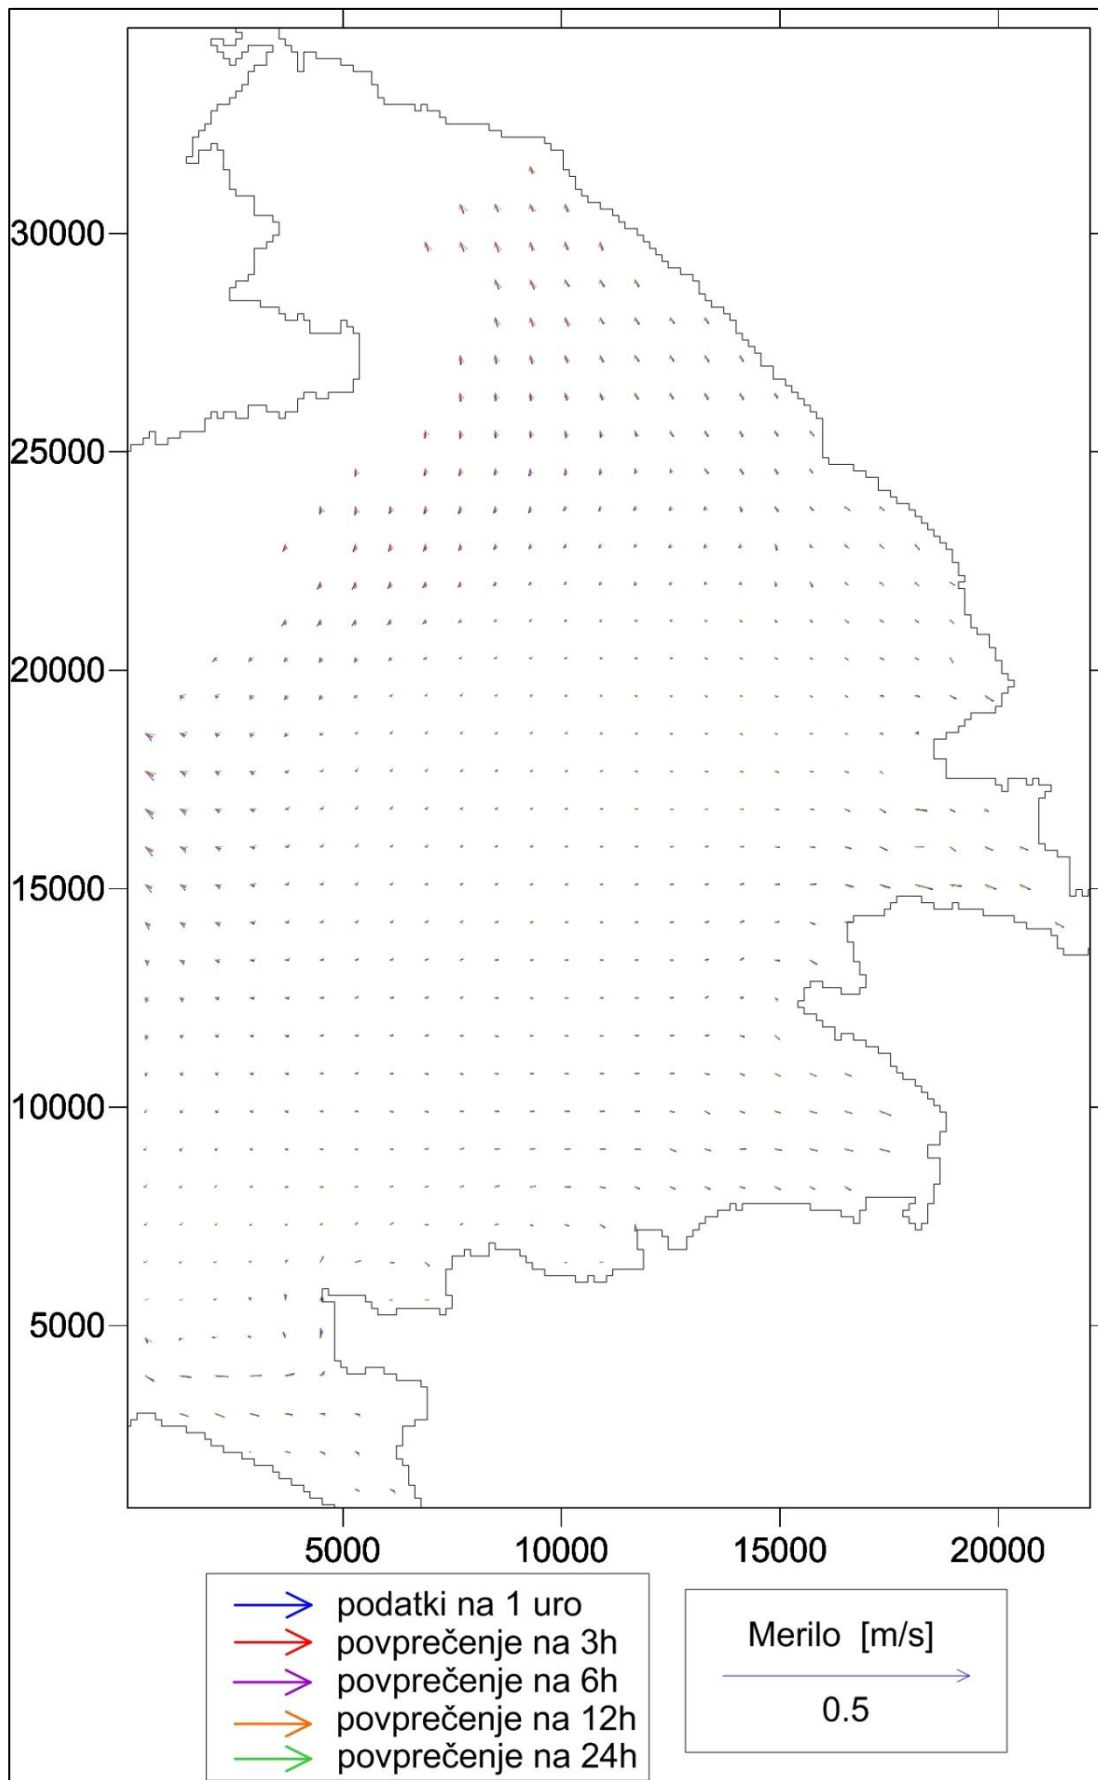 30000
25000
20000
15000
10000
5000
5000 10000 15000 20000
podatki na 1 uro
povprečenje na 3h
povprečenje na 6h
povprečenje na 12h
povprečenje na 24h
Merilo [m/s]
0.5